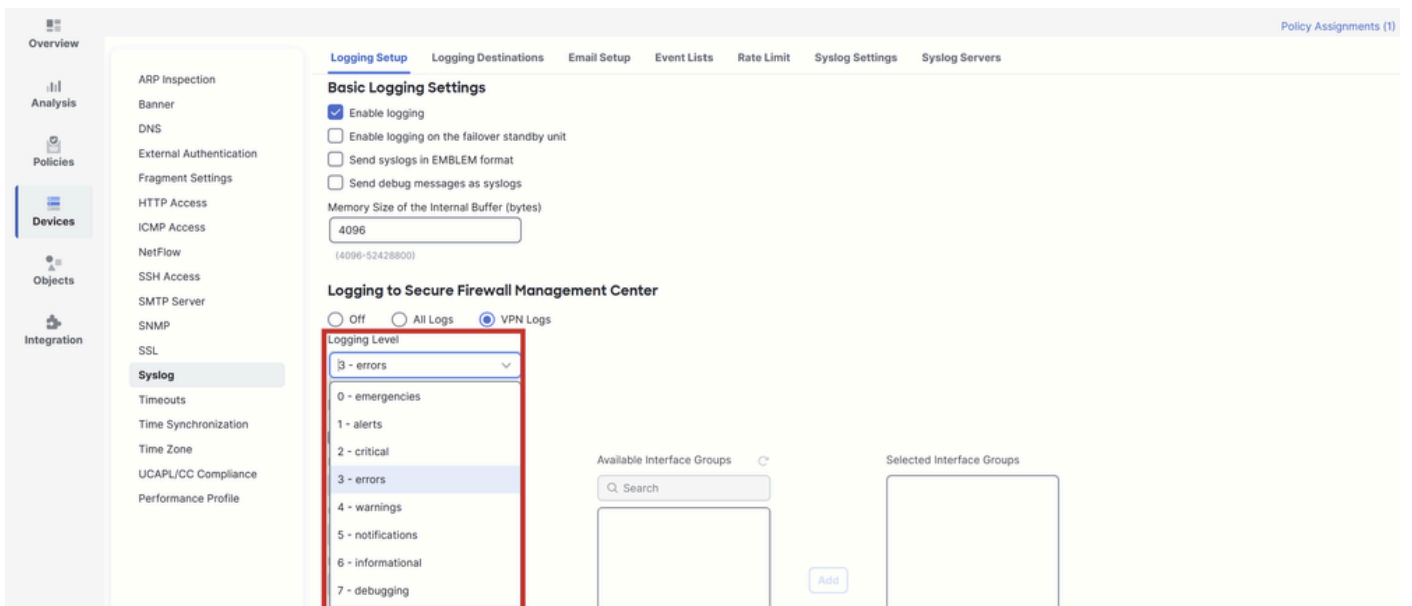 Policy Assignments (1)
Overview
Analysis
Policies
Devices
Objects
Integration
ARP Inspection
Banner
DNS
External Authentication
Fragment Settings
HTTP Access
ICMP Access
NetFlow
SSH Access
SMTP Server
SNMP
SSL
Syslog
Timeouts
Time Synchronization
Time Zone
UCAPL/CC Compliance
Performance Profile
Logging Setup Logging Destinations Email Setup Event Lists Rate Limit Syslog Settings Syslog Servers
Basic Logging Settings
Enable logging
Enable logging on the failover standby unit
Send syslogs in EMBLEM format
Send debug messages as syslogs
Memory Size of the Internal Buffer (bytes)
4096
(4096-52428800)
Logging to Secure Firewall Management Center
Off All Logs VPN Logs
Logging Level
3 - errors
0 - emergencies
1 - alerts
2 - critical
3 - errors
4 - warnings
5 - notifications
6 - informational
7 - debugging
Available Interface Groups
Search
Add
Selected Interface Groups